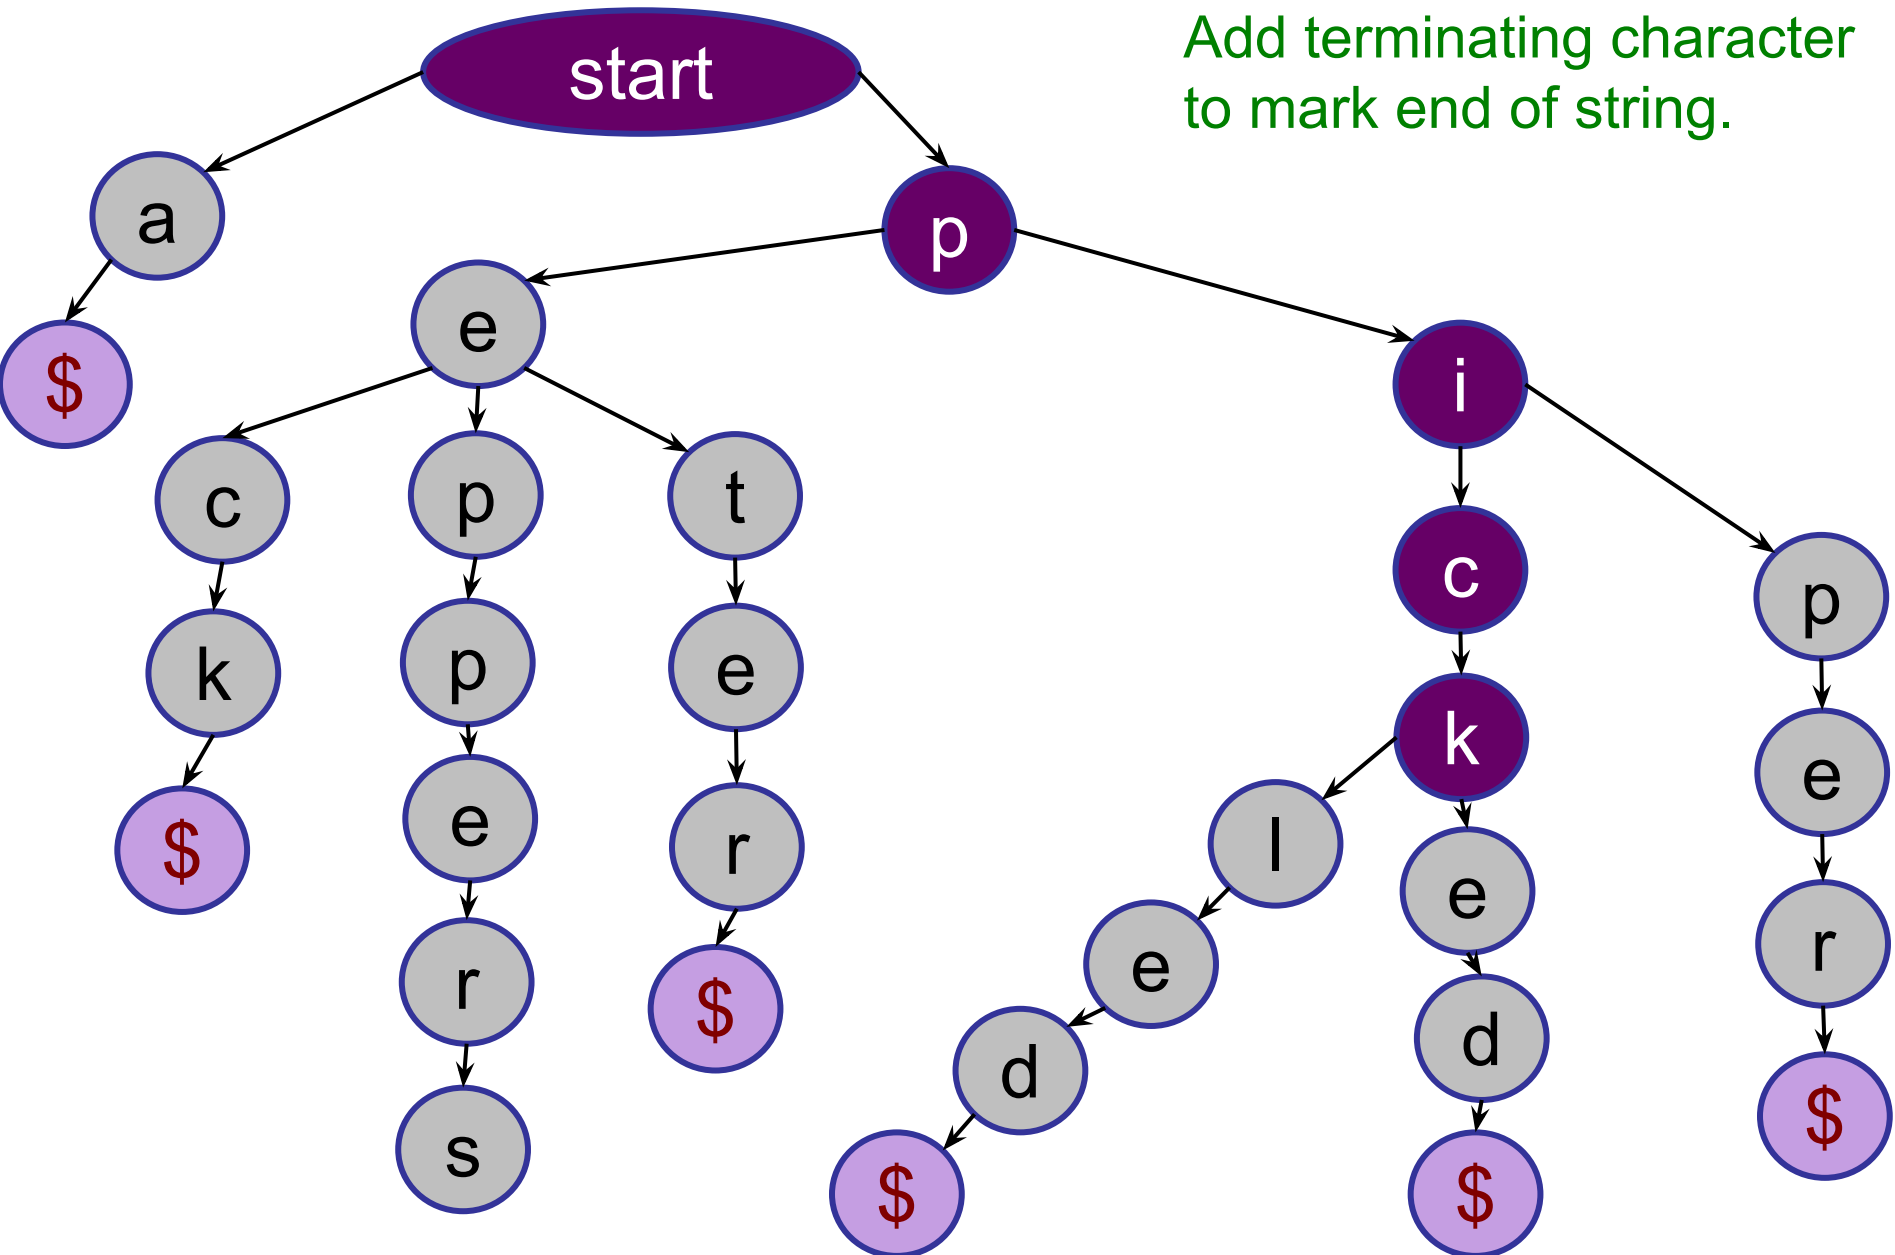 Add terminating character
to mark end of string.
start
a
p
$
e
i
c
p
t
c
p
k
p
e
k
e
$
e
r
l
e
r
r
$
e
d
s
d
$
$
$